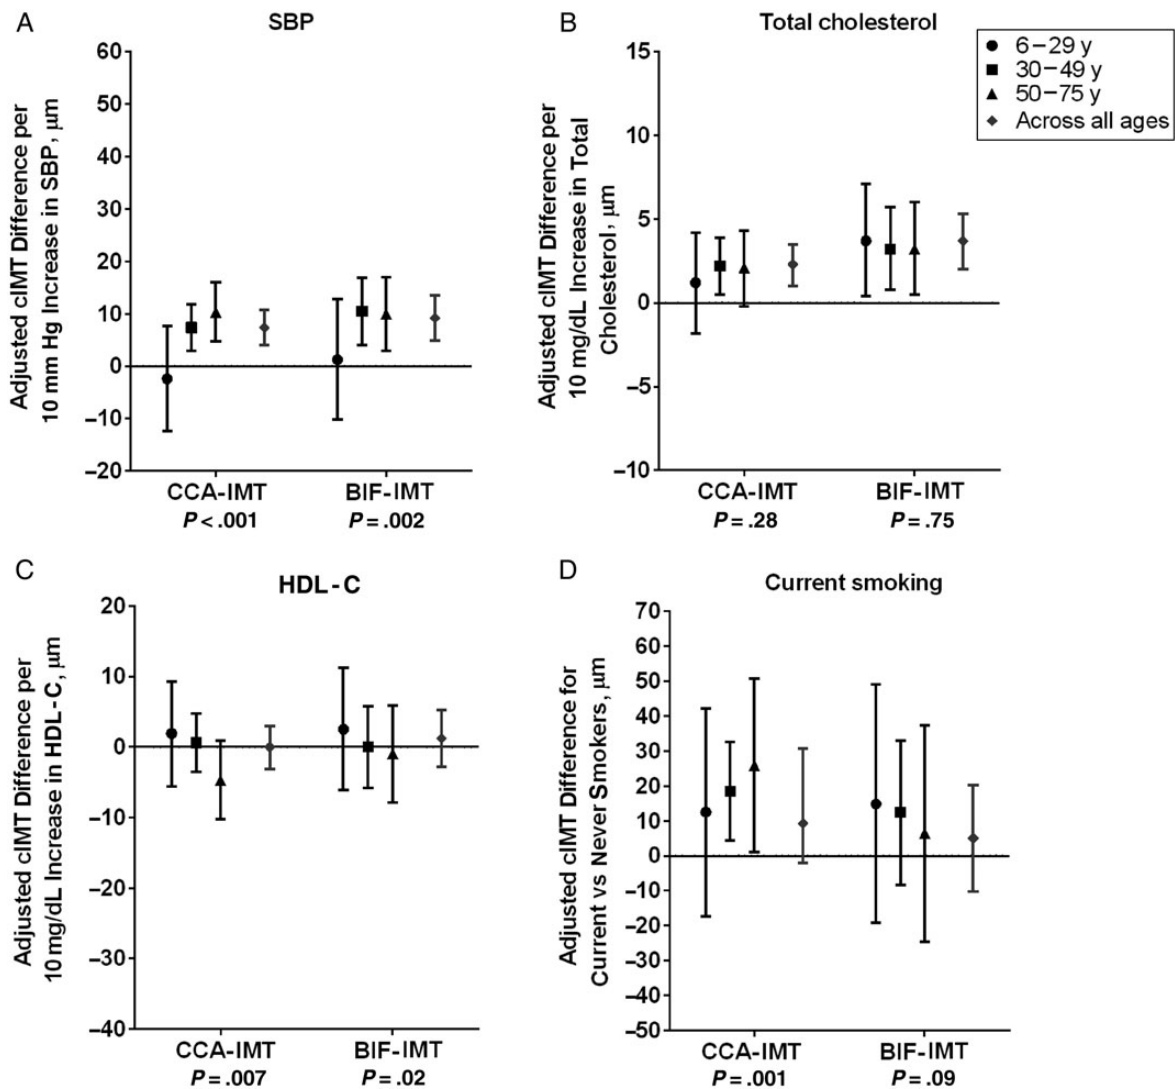 A
SBP
Adjusted cIMT Difference per
10 mm Hg Increase in SBP, μm
60
50
40
30
20
10
0
–10
–20
CCA-IMT
BIF-IMT
P < .001
P = .002
B
Total cholesterol
Adjusted cIMT Difference per
10 mg/dL Increase in Total
Cholesterol, μm
15
10
5
0
–5
–10
CCA-IMT
BIF-IMT
P = .28
P = .75
6–29 y
30–49 y
50–75 y
Across all ages
C
HDL-C
Adjusted cIMT Difference per
10 mg/dL Increase in HDL-C, μm
20
10
0
–10
–20
–30
–40
CCA-IMT
BIF-IMT
P = .007
P = .02
D
Current smoking
Adjusted cIMT Difference for
Current vs Never Smokers, μm
70
60
50
40
30
20
10
0
–10
–20
–30
–40
–50
CCA-IMT
BIF-IMT
P = .001
P = .09